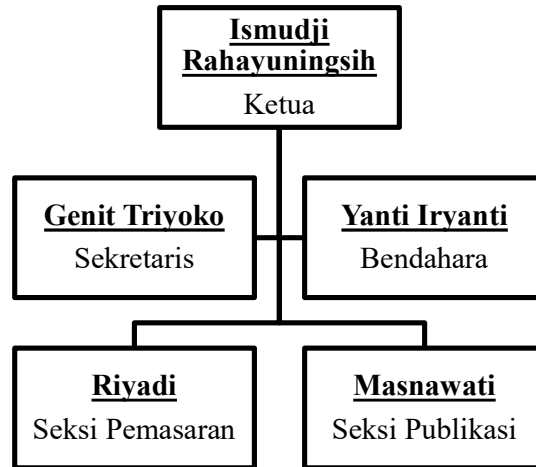 Ismudji
Rahayuningsih
Ketua
Genit Triyoko
Sekretaris
Yanti Iryanti
Bendahara
Riyadi
Seksi Pemasaran
Masnawati
Seksi Publikasi